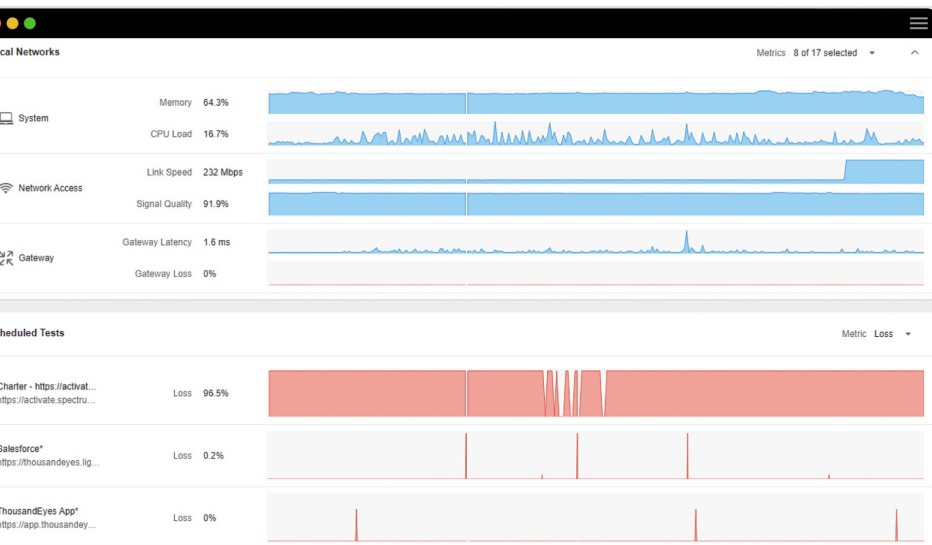 cal Networks
Metrics 8 of 17 selected
System
Memory 64.3%
CPU Load 16.7%
Network Access
Link Speed 232 Mbps
Signal Quality 91.9%
Gateway
Gateway Latency 1.6 ms
Gateway Loss 0%
heduled Tests
Metric Loss
Charter - https://activat...
https://activate.spectru...
Loss 96.5%
Salesforce*
https://thousandeyes.lig...
Loss 0.2%
ThousandEyes App*
https://app.thousandey...
Loss 0%